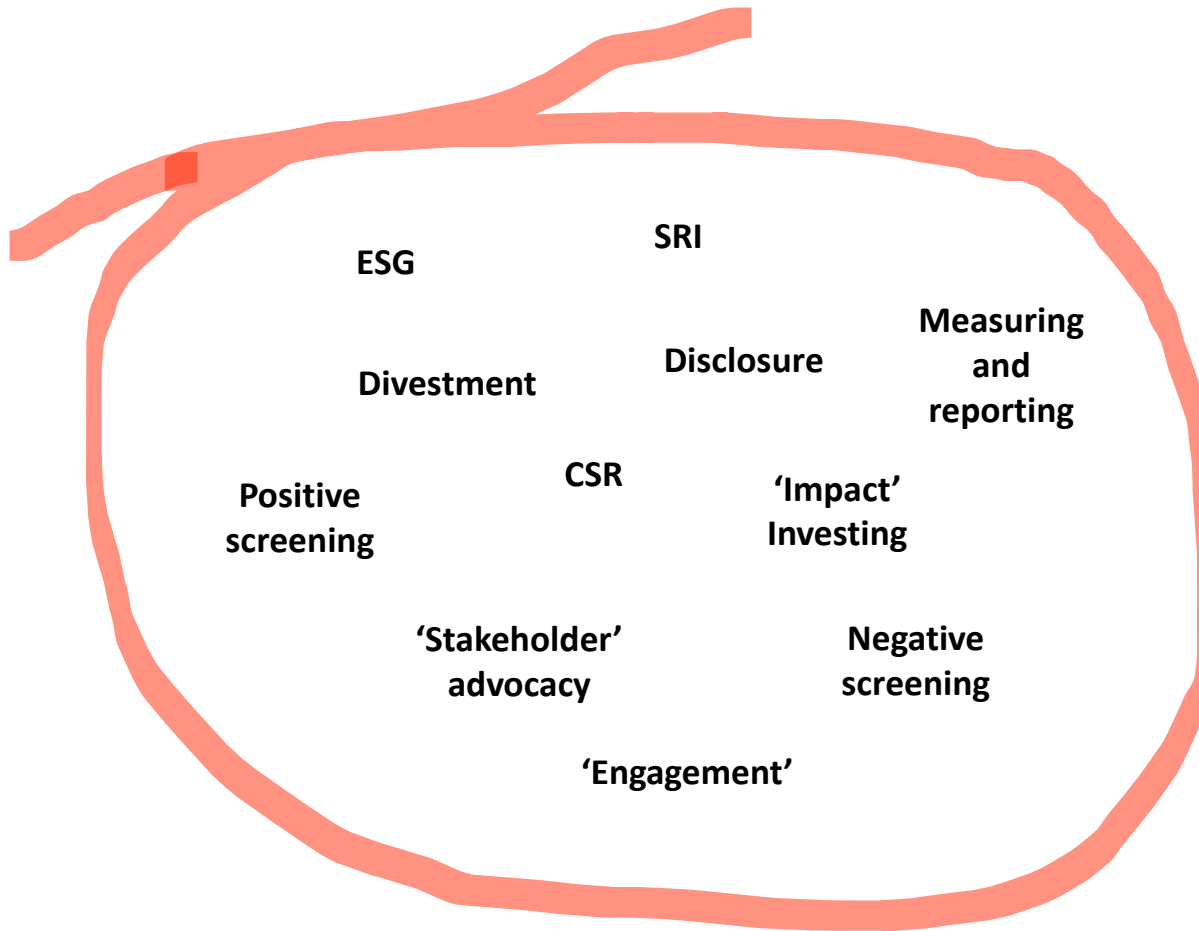 SRI
ESG
Measuring
and
reporting
Disclosure
Divestment
CSR
‘Impact’
Investing
Positive
screening
‘Stakeholder’
advocacy
Negative
screening
‘Engagement’